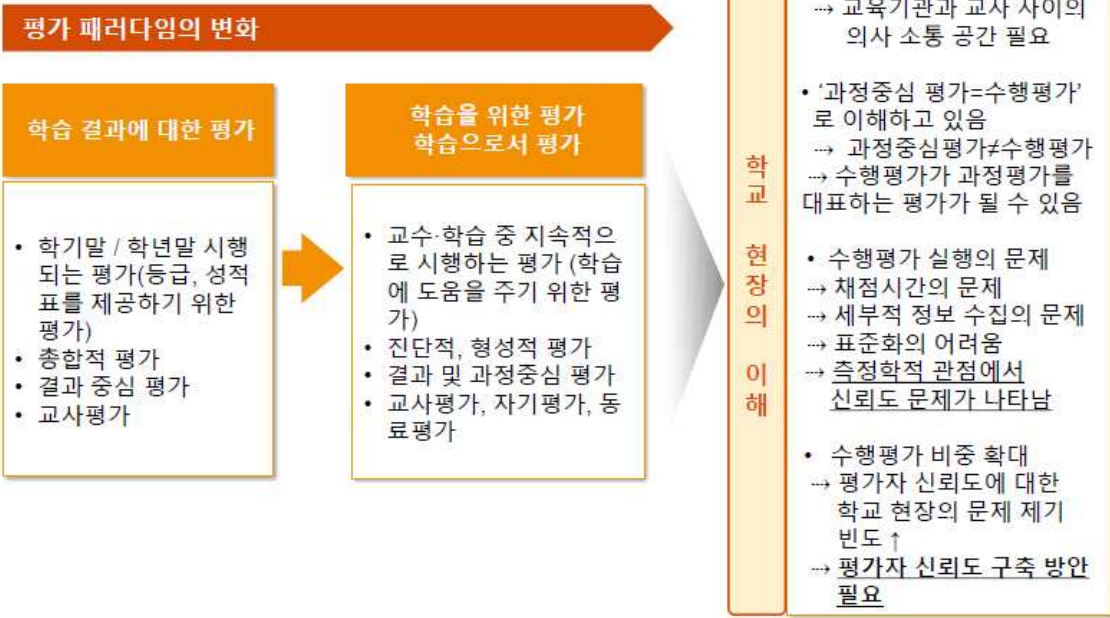 평가 패러다임의 변화
학습 결과에 대한 평가
• 학기말 / 학년말 시행
되는 평가(등급, 성적
표를 제공하기 위한
평가)
• 총합적 평가
• 결과 중심 평가
• 교사평가
학습을 위한 평가
학습으로서 평가
• 교수·학습 중 지속적으
로 시행하는 평가 (학습
에 도움을 주기 위한 평
가)
• 진단적, 형성적 평가
• 결과 및 과정중심 평가
• 교사평가, 자기평가, 동
료평가
학
교
현
장
의
이
해
⇢ 교육기관과 교사 사이의
의사 소통 공간 필요
• ‘과정중심 평가=수행평가’
로 이해하고 있음
⇢ 과정중심평가≠수행평가
⇢ 수행평가가 과정평가를
대표하는 평가가 될 수 있음
• 수행평가 실행의 문제
⇢ 채점시간의 문제
⇢ 세부적 정보 수집의 문제
⇢ 표준화의 어려움
⇢ 측정학적 관점에서
신뢰도 문제가 나타남
• 수행평가 비중 확대
⇢ 평가자 신뢰도에 대한
학교 현장의 문제 제기
빈도 ↑
⇢ 평가자 신뢰도 구축 방안
필요